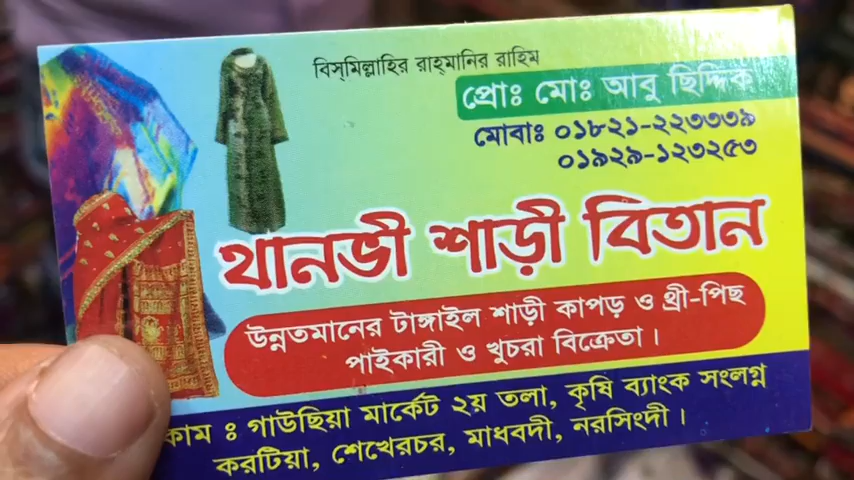 বিস্‌মিল্লাহির রাহ্‌মানির রাহিম
প্রোঃ মোঃ আবু ছিদ্দিক
মোবাঃ ০১৮২১-২২৩৩৩৯
০১৯২৯-১২৩২৫৩
থানভী শাড়ী বিতান
উন্নতমানের টাঙ্গাইল শাড়ী কাপড় ও থ্রী-পিছ
পাইকারী ও খুচরা বিক্রেতা।
কাম ঃ গাউছিয়া মার্কেট ২য় তলা, কৃষি ব্যাংক সংলগ্ন
করটিয়া, শেখেরচর, মাধবদী, নরসিংদী।